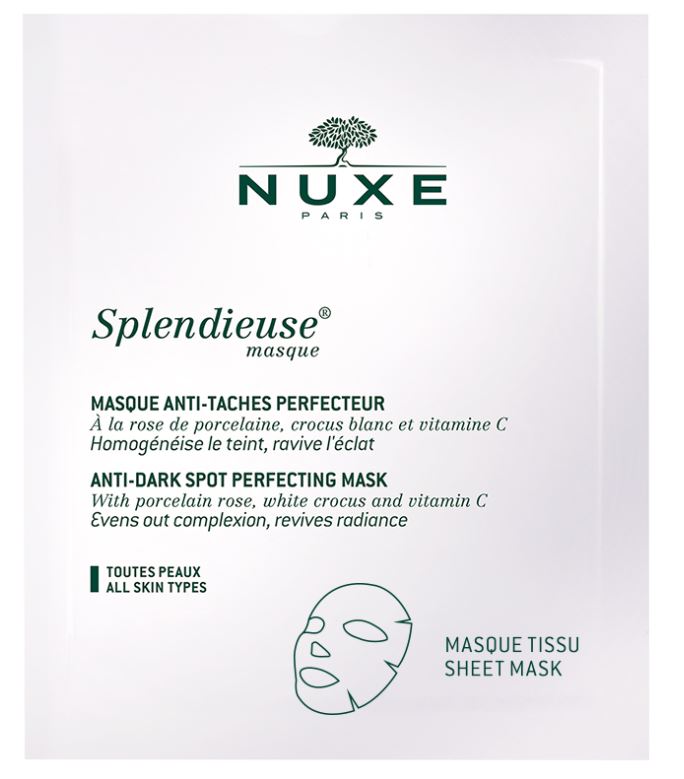 NUXE
PARIS
Splendieuse®
masque
MASQUE ANTI-TACHES PERFECTEUR
À la rose de porcelaine, crocus blanc et vitamine C
Homogénéise le teint, ravive l'éclat
ANTI-DARK SPOT PERFECTING MASK
With porcelain rose, white crocus and vitamin C
Evens out complexion, revives radiance
TOUTES PEAUX
ALL SKIN TYPES
MASQUE TISSU
SHEET MASK